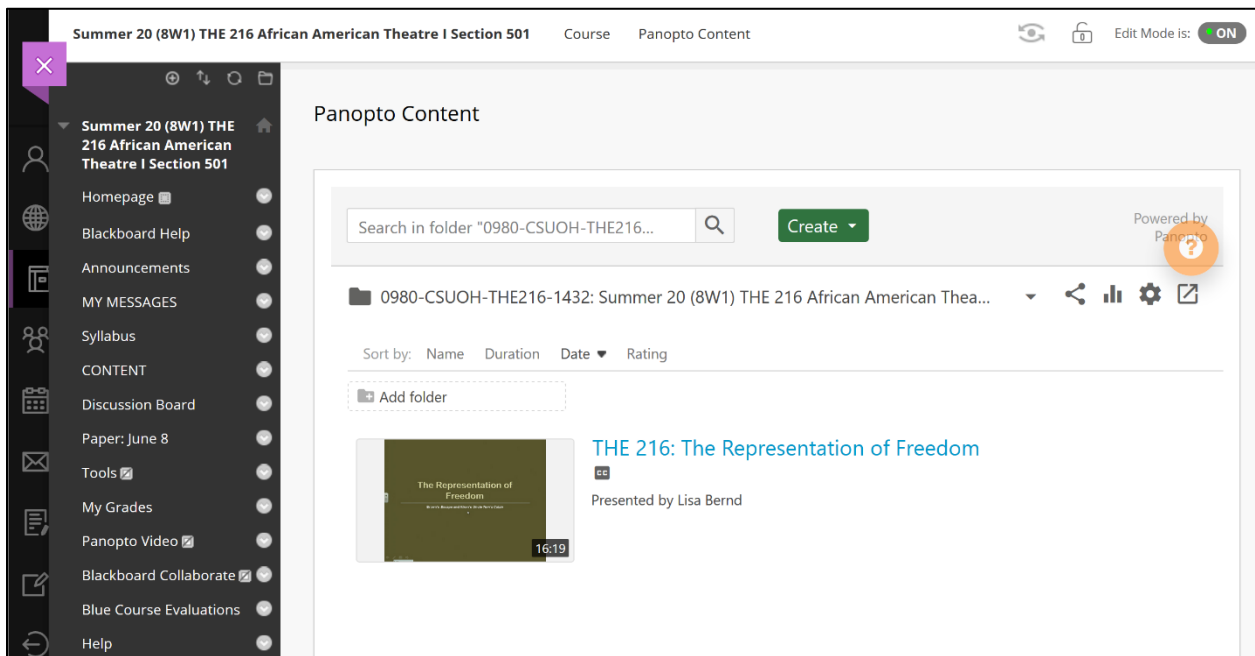 Summer 20 (8W1) THE 216 African American Theatre I Section 501 Course Panopto Content Edit Mode is: ON
0
Summer 20 (8W1) THE
216 African American
Theatre I Section 501
Homepage
Blackboard Help
Announcements
MY MESSAGES
Syllabus
CONTENT
Discussion Board
Paper: June 8
Tools
My Grades
Panopto Video
Blackboard Collaborate
Blue Course Evaluations
Help
Panopto Content
Search in folder "0980-CSUOH-THE216...
Create
Powered by
Panopto
?
0980-CSUOH-THE216-1432: Summer 20 (8W1) THE 216 African American Thea...
Sort by: Name Duration Date Rating
Add folder
The Representation of
Freedom
16:19
THE 216: The Representation of Freedom
CC
Presented by Lisa Bernd